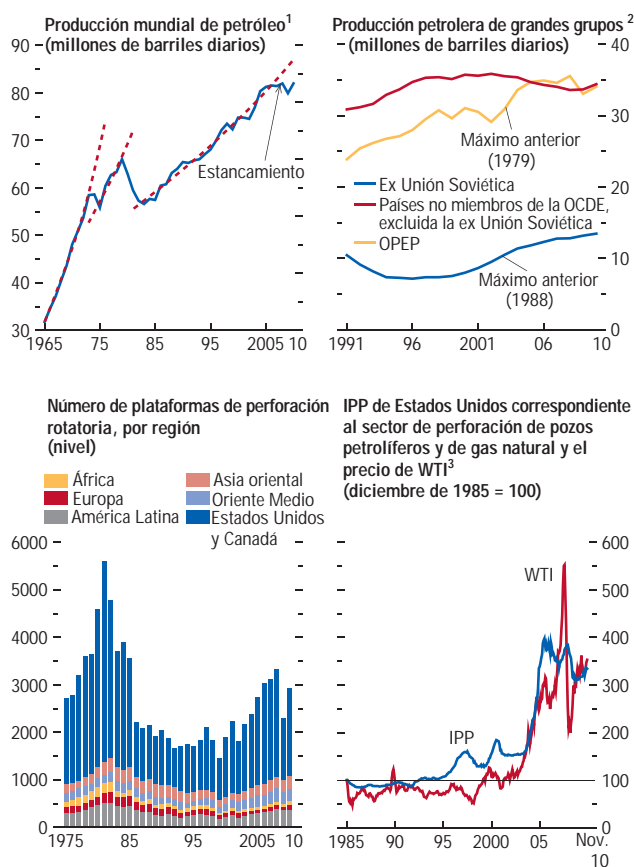 Producción mundial de petróleo1
(millones de barriles diarios)
90
80
70
60
50
40
30
Estancamiento
1965 75 85 95 2005 10
Producción petrolera de grandes grupos 2
(millones de barriles diarios)
40
30
20
10
0
Máximo anterior
(1979)
Ex Unión Soviética
Países no miembros de la OCDE,
excluida la ex Unión Soviética
OPEP
Máximo anterior
(1988)
1991 96 2001 06 10
Número de plataformas de perforación
rotatoria, por región
(nivel)
África
Europa
América Latina
Asia oriental
Oriente Medio
Estados Unidos
y Canadá
6000
5000
4000
3000
2000
1000
0
1975 85 95 2005 10
IPP de Estados Unidos correspondiente
al sector de perforación de pozos
petrolíferos y de gas natural y el
precio de WTI3
(diciembre de 1985 = 100)
600
500
400
300
200
100
0
WTI
IPP
1985 90 95 2000 05 Nov.
10